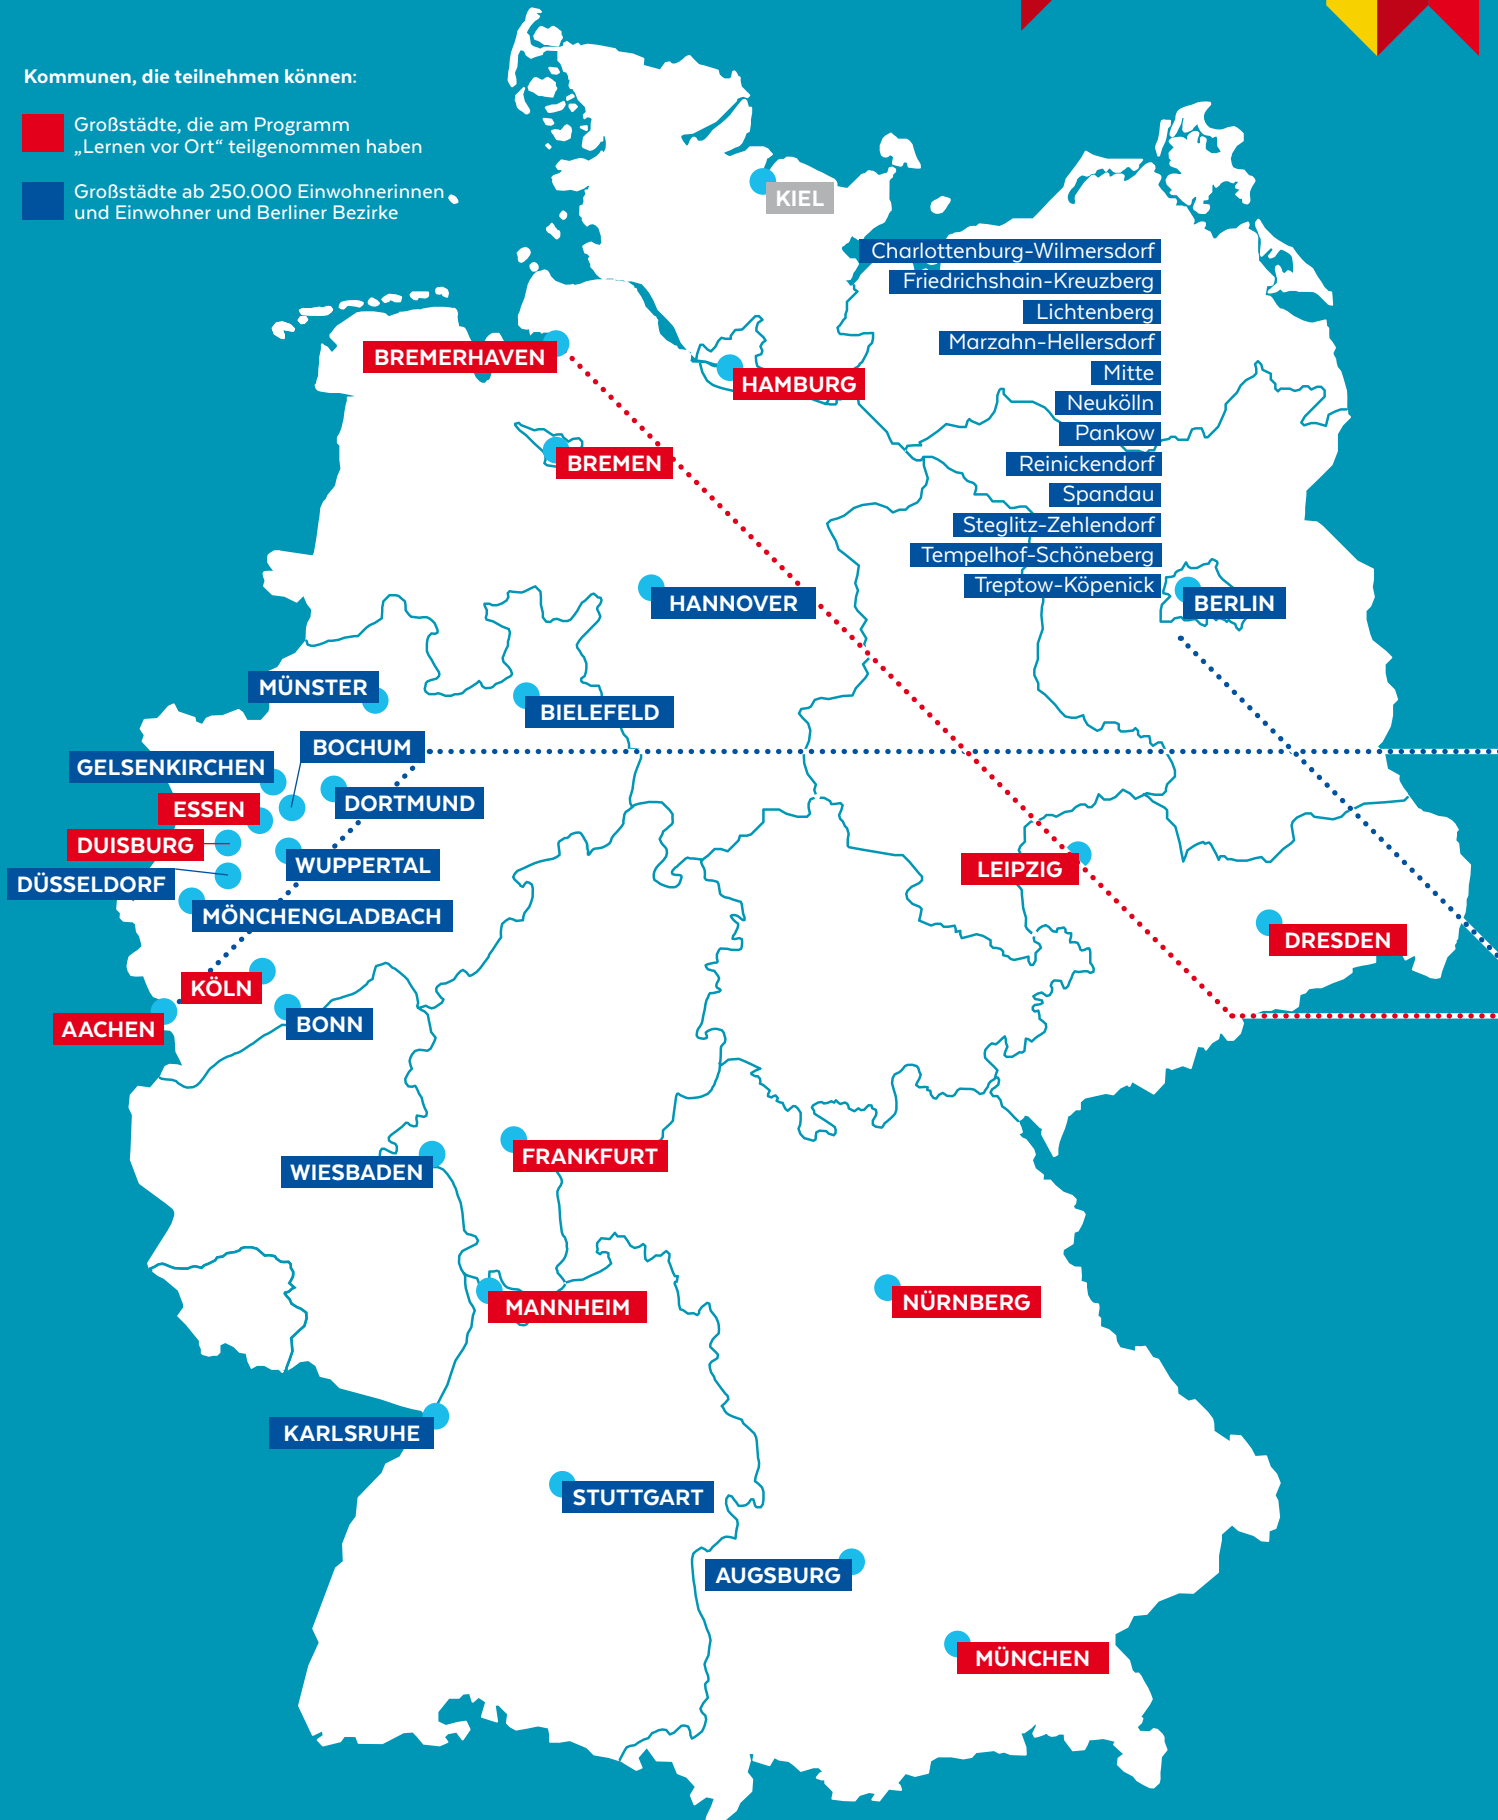 Kommunen, die teilnehmen können:
Großstädte, die am Programm
„Lernen vor Ort“ teilgenommen haben
Großstädte ab 250.000 Einwohnerinnen
und Einwohner und Berliner Bezirke
KIEL
Charlottenburg-Wilmersdorf
Friedrichshain-Kreuzberg
Lichtenberg
Marzahn-Hellersdorf
Mitte
Neukölln
Pankow
Reinickendorf
Spandau
Steglitz-Zehlendorf
Tempelhof-Schöneberg
Treptow-Köpenick
BERLIN
BREMERHAVEN
HAMBURG
BREMEN
HANNOVER
MÜNSTER
BIELEFELD
BOCHUM
GELSENKIRCHEN
DORTMUND
ESSEN
DUISBURG
WUPPERTAL
DÜSSELDORF
MÖNCHENGLADBACH
KÖLN
AACHEN
BONN
LEIPZIG
DRESDEN
WIESBADEN
FRANKFURT
MANNHEIM
NÜRNBERG
KARLSRUHE
STUTTGART
AUGSBURG
MÜNCHEN